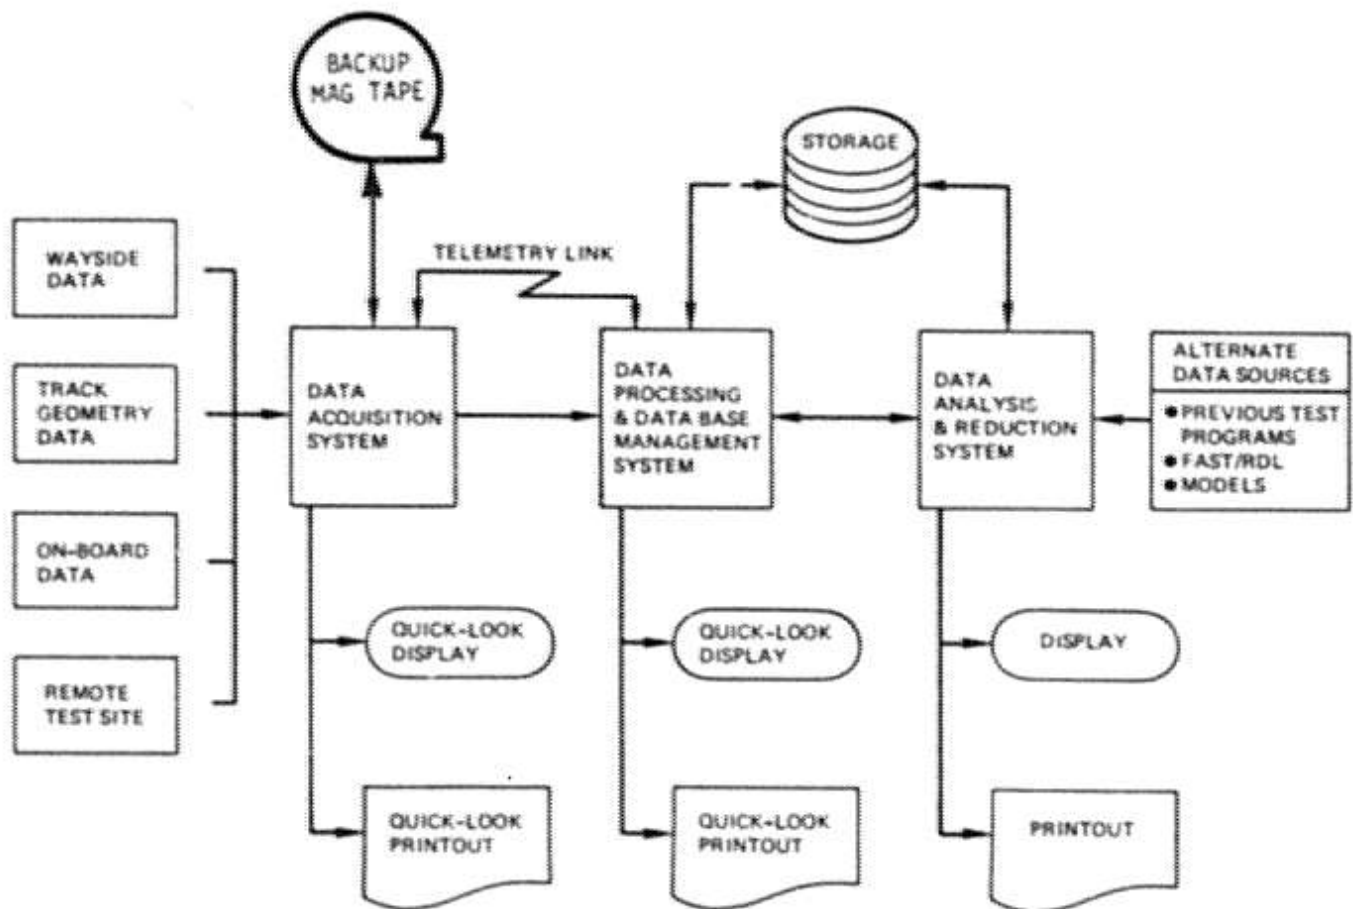 BACKUP
MAG TAPE
STORAGE
TELEMETRY LINK
WAYSIDE
DATA
TRACK
GEOMETRY
DATA
ON-BOARD
DATA
REMOTE
TEST SITE
DATA
ACQUISITION
SYSTEM
DATA
PROCESSING
& DATA BASE
MANAGEMENT
SYSTEM
DATA
ANALYSIS
& REDUCTION
SYSTEM
ALTERNATE
DATA SOURCES
● PREVIOUS TEST
PROGRAMS
● FAST/RDL
● MODELS
QUICK-LOOK
DISPLAY
QUICK-LOOK
DISPLAY
DISPLAY
QUICK-LOOK
PRINTOUT
QUICK-LOOK
PRINTOUT
PRINTOUT